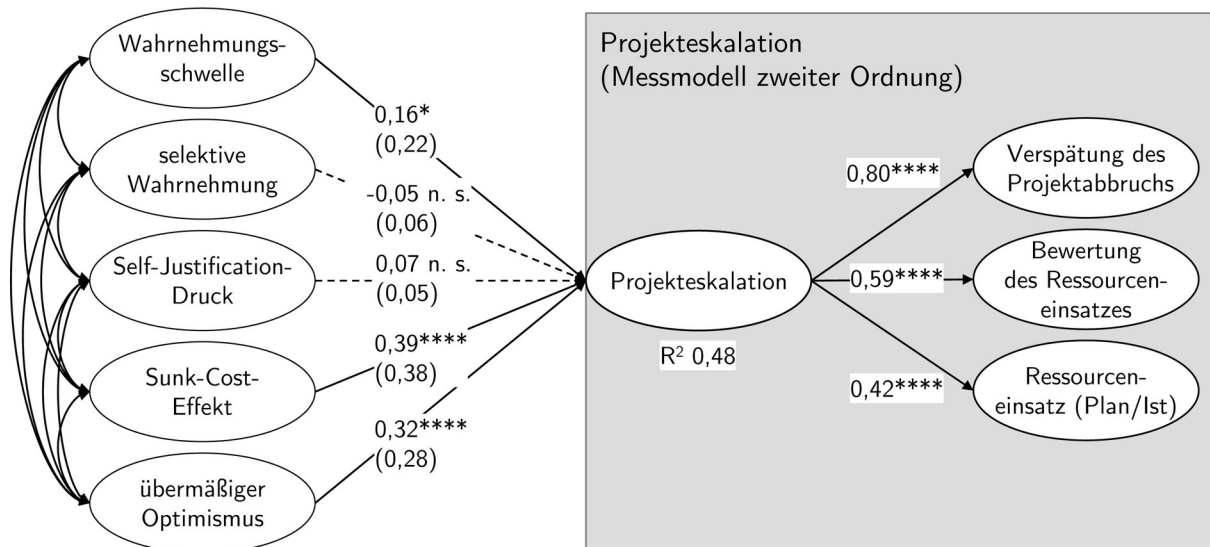 Wahrnehmungs-
schwelle
selektive
Wahrnehmung
Self-Justification-
Druck
Sunk-Cost-
Effekt
übermäßiger
Optimismus
0,16*
(0,22)
-0,05 n. s.
(0,06)
0,07 n. s.
(0,05)
0,39****
(0,38)
0,32****
(0,28)
Projekteskalation
(Messmodell zweiter Ordnung)
Projekteskalation
R² 0,48
0,80****
0,59****
0,42****
Verspätung des
Projektabbruchs
Bewertung
des Ressourcen-
einsatzes
Ressourcen-
einsatz (Plan/Ist)